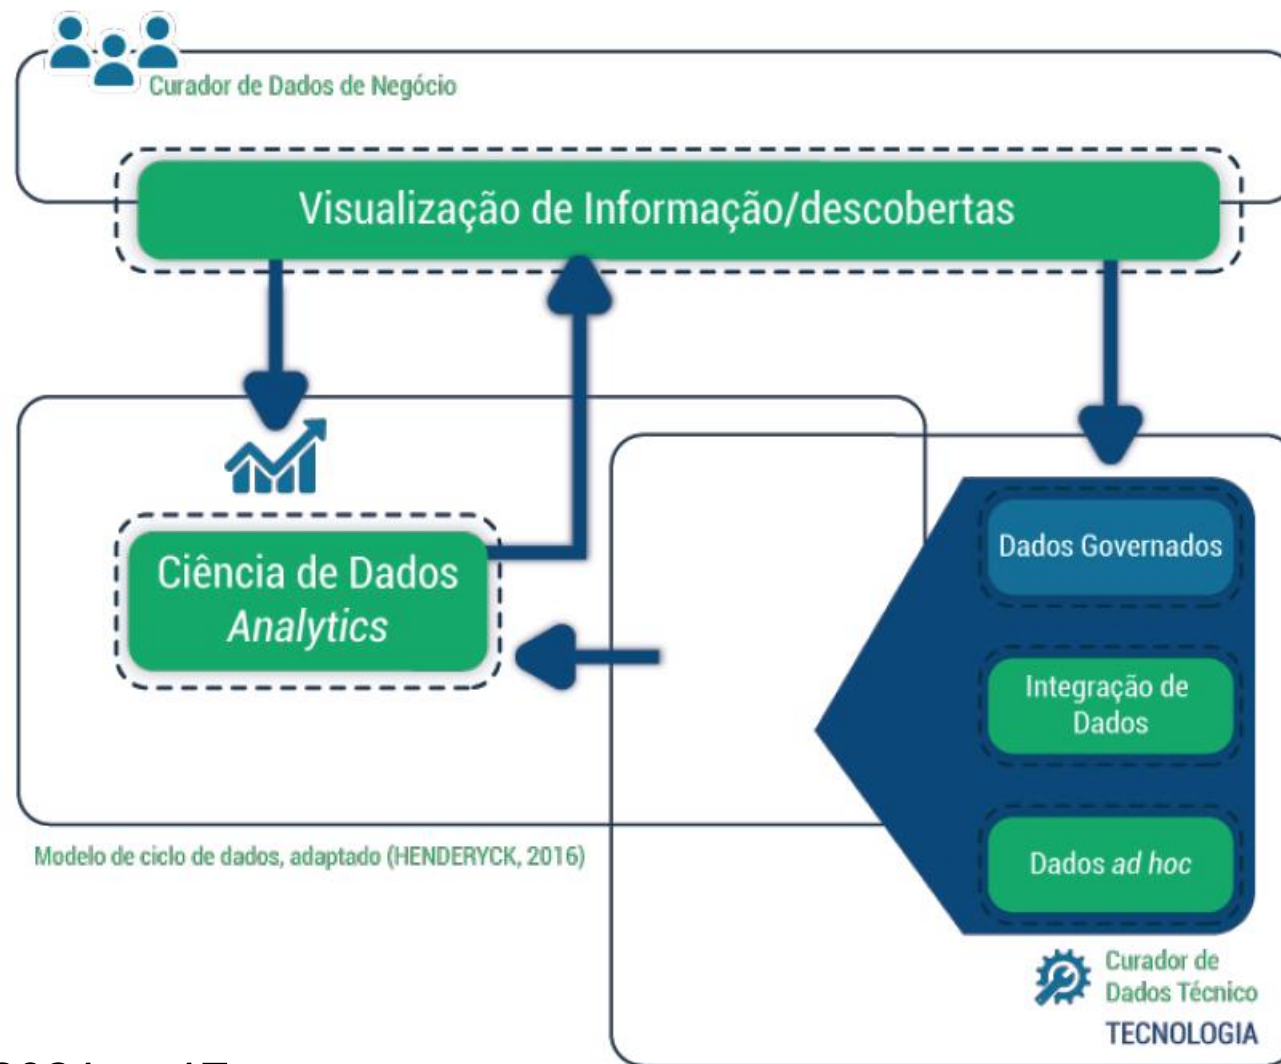 Curador de Dados de Negócio
Visualização de Informação/descobertas
Ciência de Dados
Analytics
Dados Governados
Integração de
Dados
Dados ad hoc
Modelo de ciclo de dados, adaptado (HENDERYCK, 2016)
Curador de
Dados Técnico
TECNOLOGIA